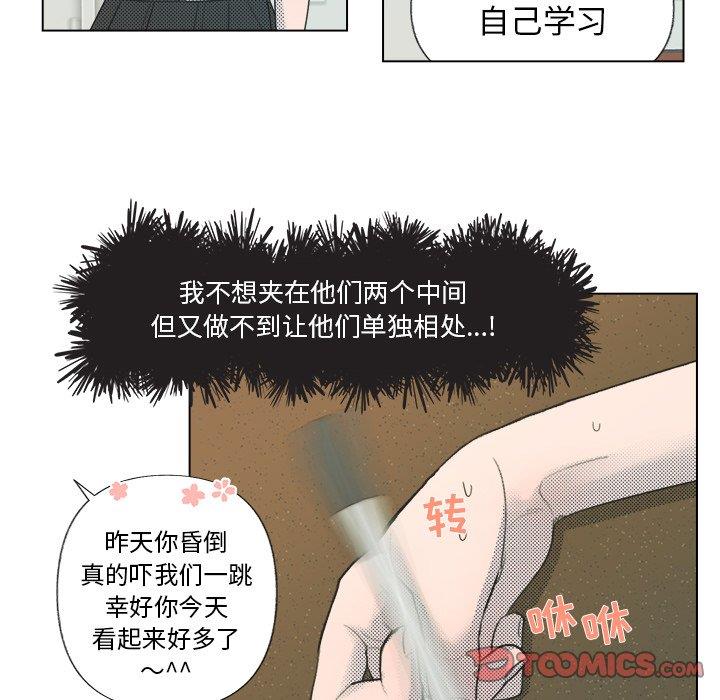 自己学习
我不想夹在他们两个中间
但又做不到让他们单独相处...!
转
昨天你昏倒
真的吓我们一跳
幸好你今天
看起来好多了
～^^
咻咻
TOOMICS.COM